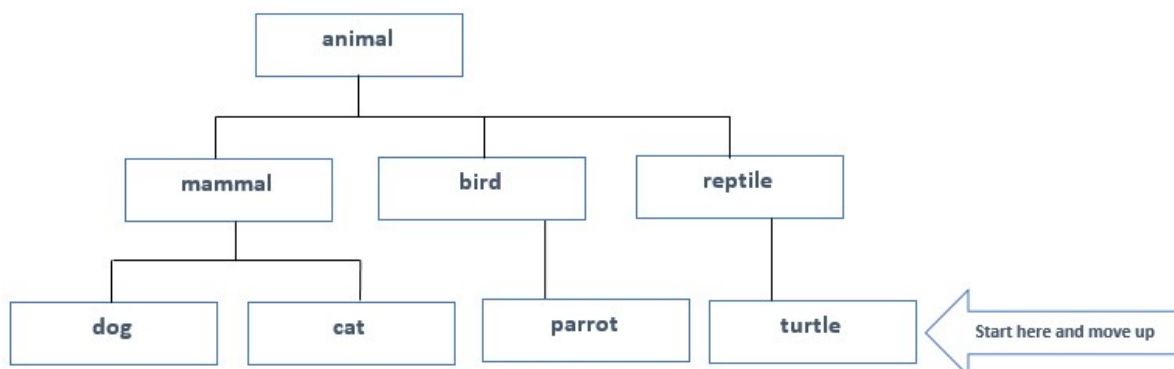 animal
mammal
bird
reptile
dog
cat
parrot
turtle
Start here and move up